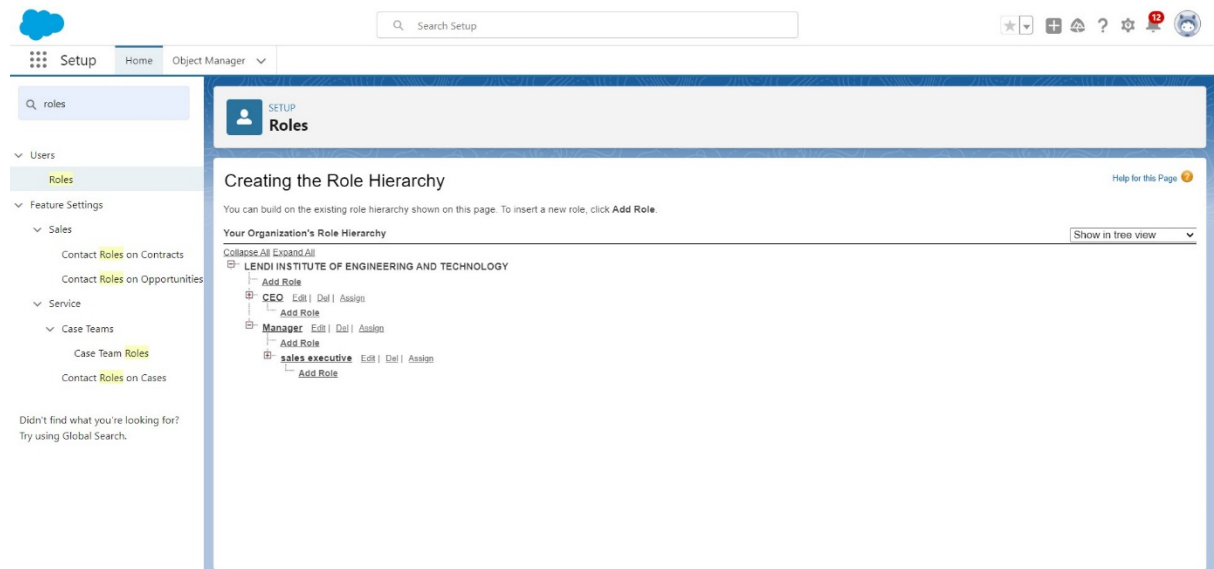 Search Setup
12
Setup
Home
Object Manager
roles
Users
Roles
Feature Settings
Sales
Contact Roles on Contracts
Contact Roles on Opportunities
Service
Case Teams
Case Team Roles
Contact Roles on Cases
Didn't find what you're looking for?
Try using Global Search.
SETUP
Roles
Creating the Role Hierarchy
Help for this Page
You can build on the existing role hierarchy shown on this page. To insert a new role, click Add Role.
Your Organization's Role Hierarchy
Show in tree view
Collapse All Expand All
LENDI INSTITUTE OF ENGINEERING AND TECHNOLOGY
Add Role
CEO Edit | Del | Assign
Add Role
Manager Edit | Del | Assign
Add Role
sales executive Edit | Del | Assign
Add Role